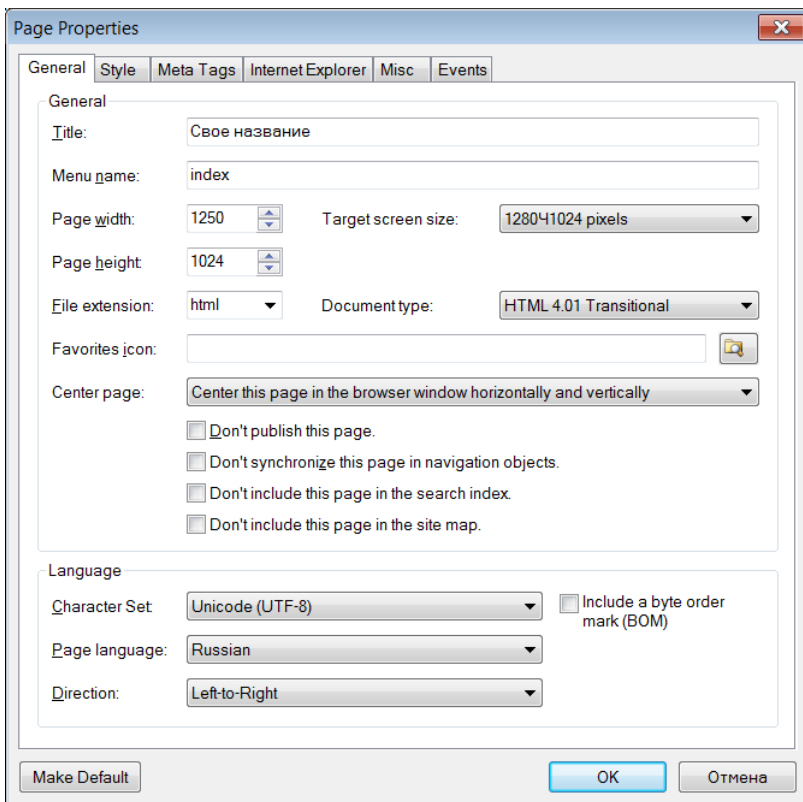 Page Properties
General Style Meta Tags Internet Explorer Misc Events
General
Title: Свое название
Menu name: index
Page width: 1250 Target screen size: 1280Ч1024 pixels
Page height: 1024
File extension: html Document type: HTML 4.01 Transitional
Favorites icon:
Center page: Center this page in the browser window horizontally and vertically
Don't publish this page.
Don't synchronize this page in navigation objects.
Don't include this page in the search index.
Don't include this page in the site map.
Language
Character Set: Unicode (UTF-8) Include a byte order
mark (BOM)
Page language: Russian
Direction: Left-to-Right
Make Default OK Отмена